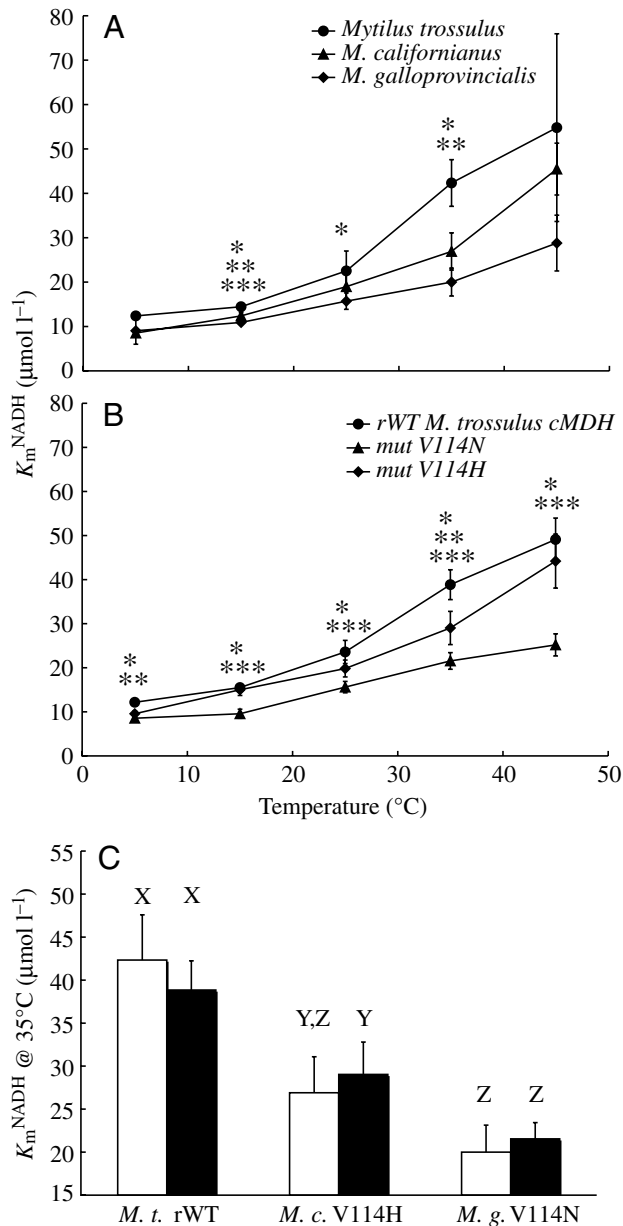 A
Mytilus trossulus
M. californianus
M. galloprovincialis
80
70
60
50
40
30
20
10
0
*
**
***
*
*
**
K_m^NADH (μmol l⁻¹)
B
rWT M. trossulus cMDH
mut V114N
mut V114H
80
70
60
50
40
30
20
10
0
*
**
*
***
*
***
*
**
***
*
***
0 10 20 30 40 50
Temperature (°C)
C
55
50
45
40
35
30
25
20
15
X X
Y,Z Y
Z Z
K_m^NADH @ 35°C (μmol l⁻¹)
M. t. rWT M. c. V114H M. g. V114N